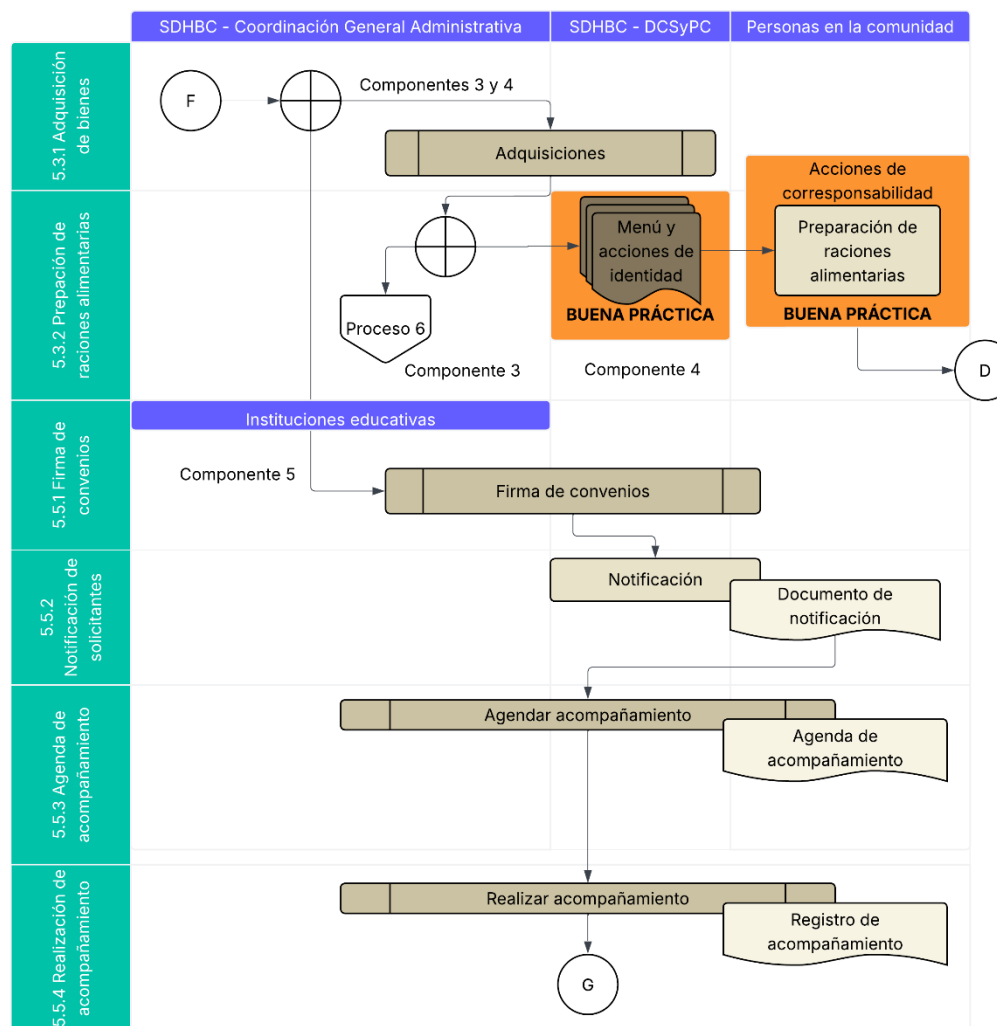 SDHBC - Coordinación General Administrativa
SDHBC - DCSyPC
Personas en la comunidad
5.3.1 Adquisición
de bienes
F
Componentes 3 y 4
Adquisiciones
Acciones de
corresponsabilidad
5.3.2 Prepación de
raciones alimentarias
Menú y
acciones de
identidad
BUENA PRÁCTICA
Preparación de
raciones
alimentarias
BUENA PRÁCTICA
Proceso 6
Componente 3
Componente 4
D
Instituciones educativas
5.5.1 Firma de
convenios
Componente 5
Firma de convenios
5.5.2
Notificación de
solicitantes
Notificación
Documento de
notificación
5.5.3 Agenda de
acompañamiento
Agendar acompañamiento
Agenda de
acompañamiento
5.5.4 Realización de
acompañamiento
Realizar acompañamiento
Registro de
acompañamiento
G